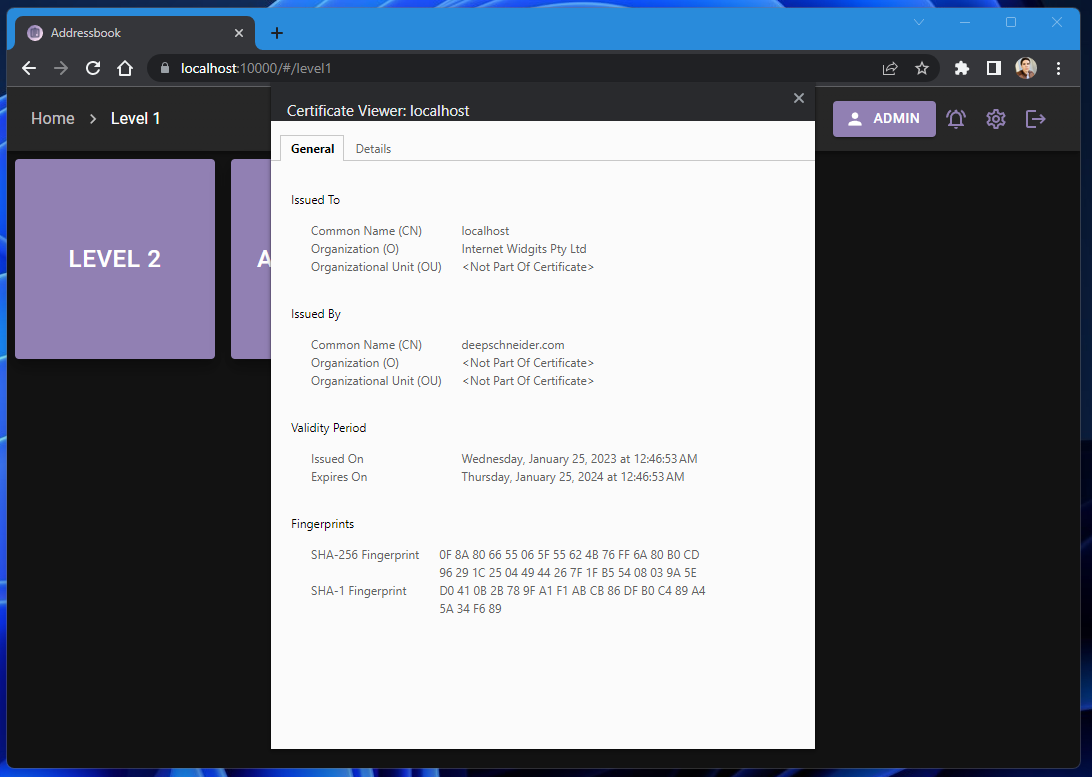 Addressbook
localhost:10000/#/level1
Home > Level 1
ADMIN
LEVEL 2
A
Certificate Viewer: localhost
General Details
Issued To
Common Name (CN) localhost
Organization (O) Internet Widgits Pty Ltd
Organizational Unit (OU) <Not Part Of Certificate>
Issued By
Common Name (CN) deepschneider.com
Organization (O) <Not Part Of Certificate>
Organizational Unit (OU) <Not Part Of Certificate>
Validity Period
Issued On Wednesday, January 25, 2023 at 12:46:53 AM
Expires On Thursday, January 25, 2024 at 12:46:53 AM
Fingerprints
SHA-256 Fingerprint 0F 8A 80 66 55 06 5F 55 62 4B 76 FF 6A 80 B0 CD
96 29 1C 25 04 49 44 26 7F 1F B5 54 08 03 9A 5E
SHA-1 Fingerprint D0 41 0B 2B 78 9F A1 F1 AB CB 86 DF B0 C4 89 A4
5A 34 F6 89